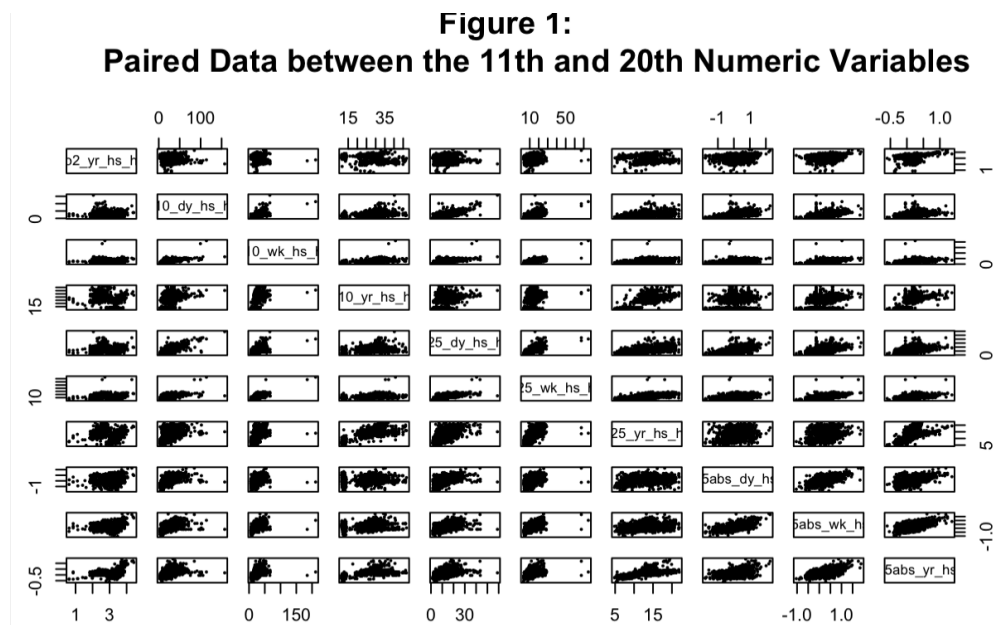 Figure 1:
Paired Data between the 11th and 20th Numeric Variables
0 100 15 35 10 50 -1 1 -0.5 1.0
o2_yr_hs_h 1
0 10_dy_hs_h
0_wk_hs_l 0
15 10_yr_hs_h
25_dy_hs_h 0
10 25_wk_hs_l
25_yr_hs_h 5
-1 5abs_dy_hs
5abs_wk_h -1.0
-0.5 5abs_yr_hs
1 3 0 150 0 30 5 15 -1.0 1.0